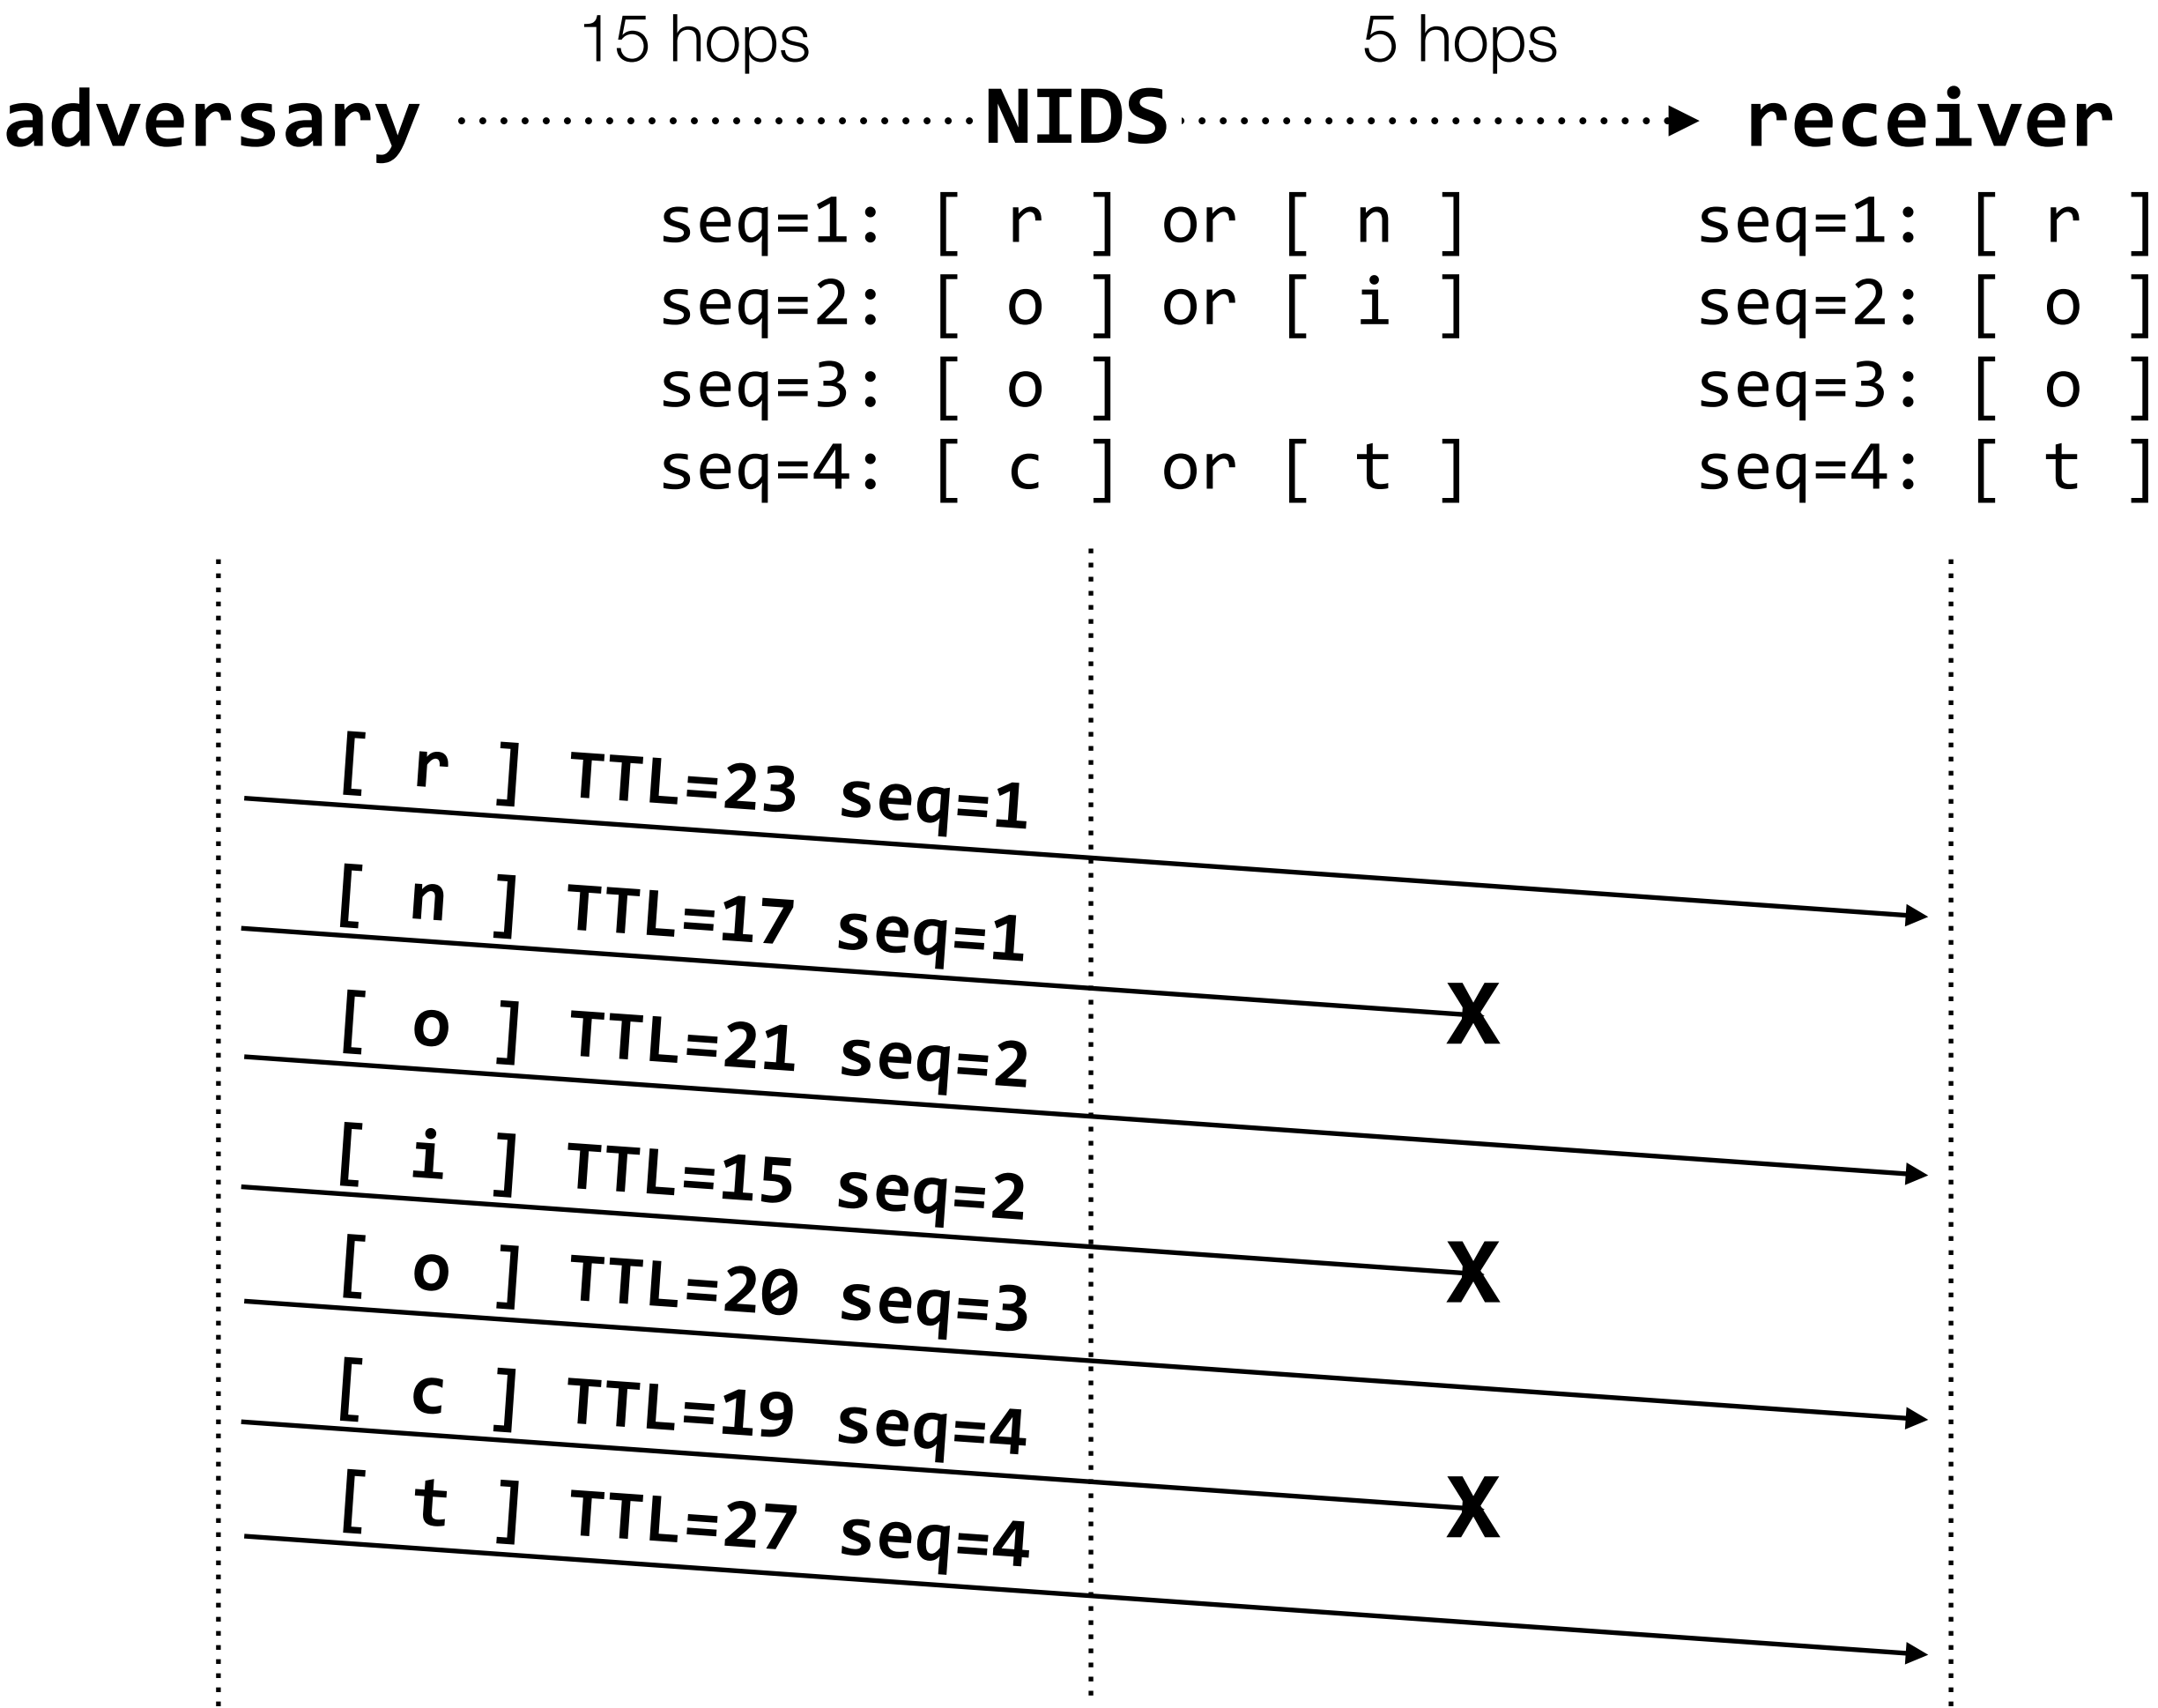 15 hops 5 hops
adversary NIDS receiver
seq=1: [ r ] or [ n ] seq=1: [ r ]
seq=2: [ o ] or [ i ] seq=2: [ o ]
seq=3: [ o ] seq=3: [ o ]
seq=4: [ c ] or [ t ] seq=4: [ t ]
[ r ] TTL=23 seq=1
[ n ] TTL=17 seq=1
X
[ o ] TTL=21 seq=2
[ i ] TTL=15 seq=2
X
[ o ] TTL=20 seq=3
[ c ] TTL=19 seq=4
X
[ t ] TTL=27 seq=4